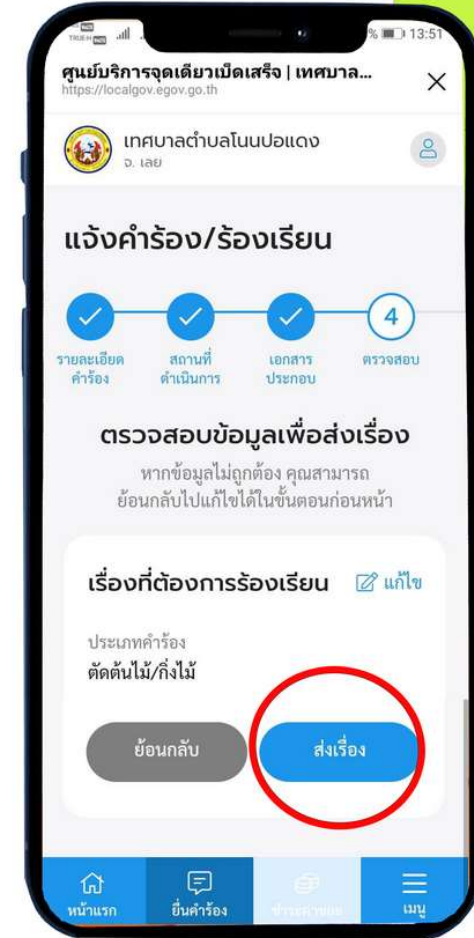 TRUE-H
% 13:51
ศูนย์บริการจุดเดียวเบ็ดเสร็จ | เทศบาล...
https://localgov.egov.go.th
เทศบาลตำบลโนนปอแดง
จ. เลย
แจ้งคำร้อง/ร้องเรียน
4
รายละเอียด สถานที่ เอกสาร ตรวจสอบ
คำร้อง ดำเนินการ ประกอบ
ตรวจสอบข้อมูลเพื่อส่งเรื่อง
หากข้อมูลไม่ถูกต้อง คุณสามารถ
ย้อนกลับไปแก้ไขได้ในขั้นตอนก่อนหน้า
เรื่องที่ต้องการร้องเรียน แก้ไข
ประเภทคำร้อง
ตัดต้นไม้/กิ่งไม้
ย้อนกลับ ส่งเรื่อง
หน้าแรก ยื่นคำร้อง เมนู